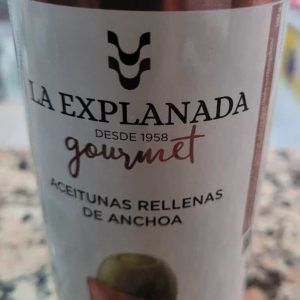 LA EXPLANADA
DESDE 1958
gourmet
ACEITUNAS RELLENAS
DE ANCHOA